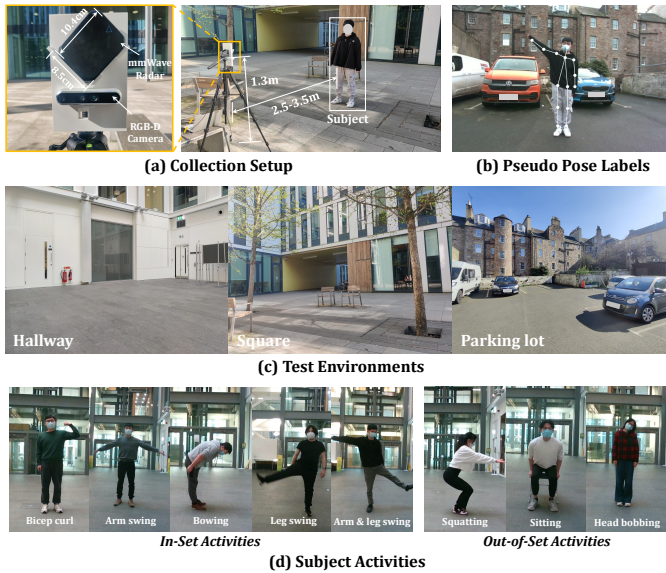 10.4cm
6.5cm
mmWave
Radar
RGB-D
Camera
1.3m
2.5-3.5m
Subject
(a) Collection Setup
(b) Pseudo Pose Labels
Hallway
Square
Parking lot
(c) Test Environments
Bicep curl
Arm swing
Bowing
Leg swing
Arm & leg swing
Squatting
Sitting
Head bobbing
In-Set Activities
Out-of-Set Activities
(d) Subject Activities